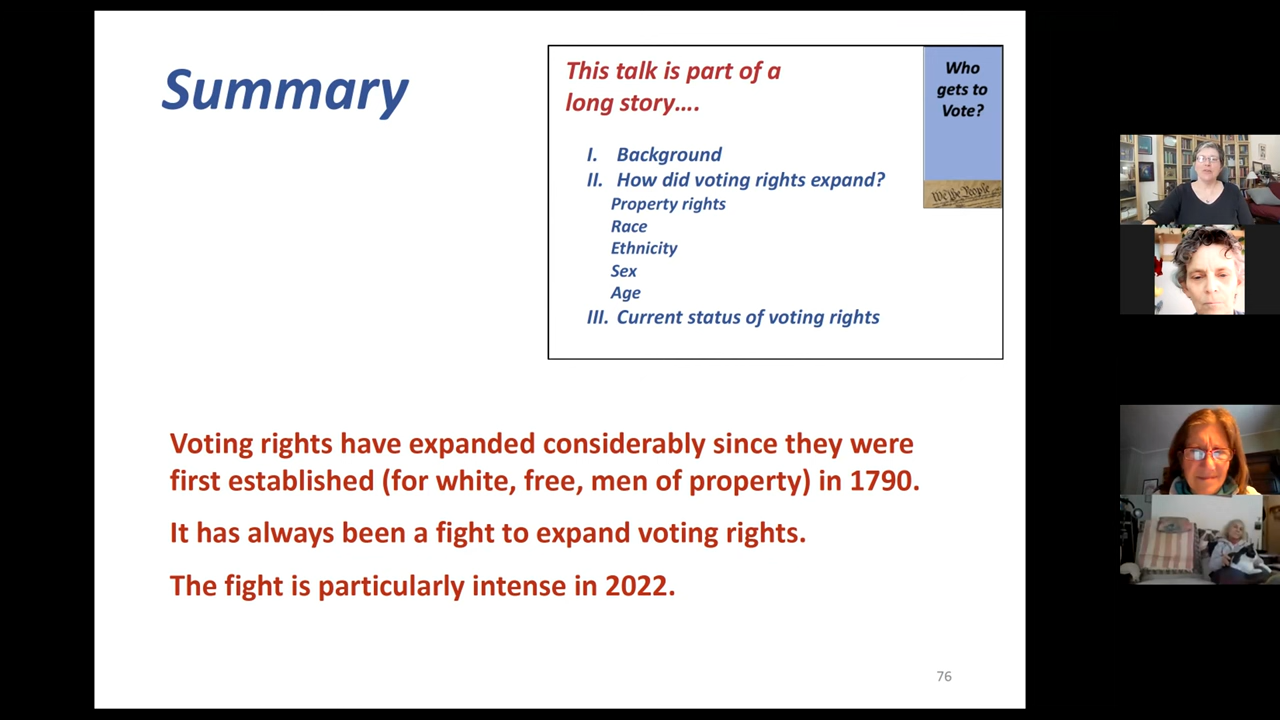 Summary
This talk is part of a
long story....
Who
gets to
Vote?
I. Background
II. How did voting rights expand?
Property rights
Race
Ethnicity
Sex
Age
III. Current status of voting rights
We the People
Voting rights have expanded considerably since they were
first established (for white, free, men of property) in 1790.
It has always been a fight to expand voting rights.
The fight is particularly intense in 2022.
76